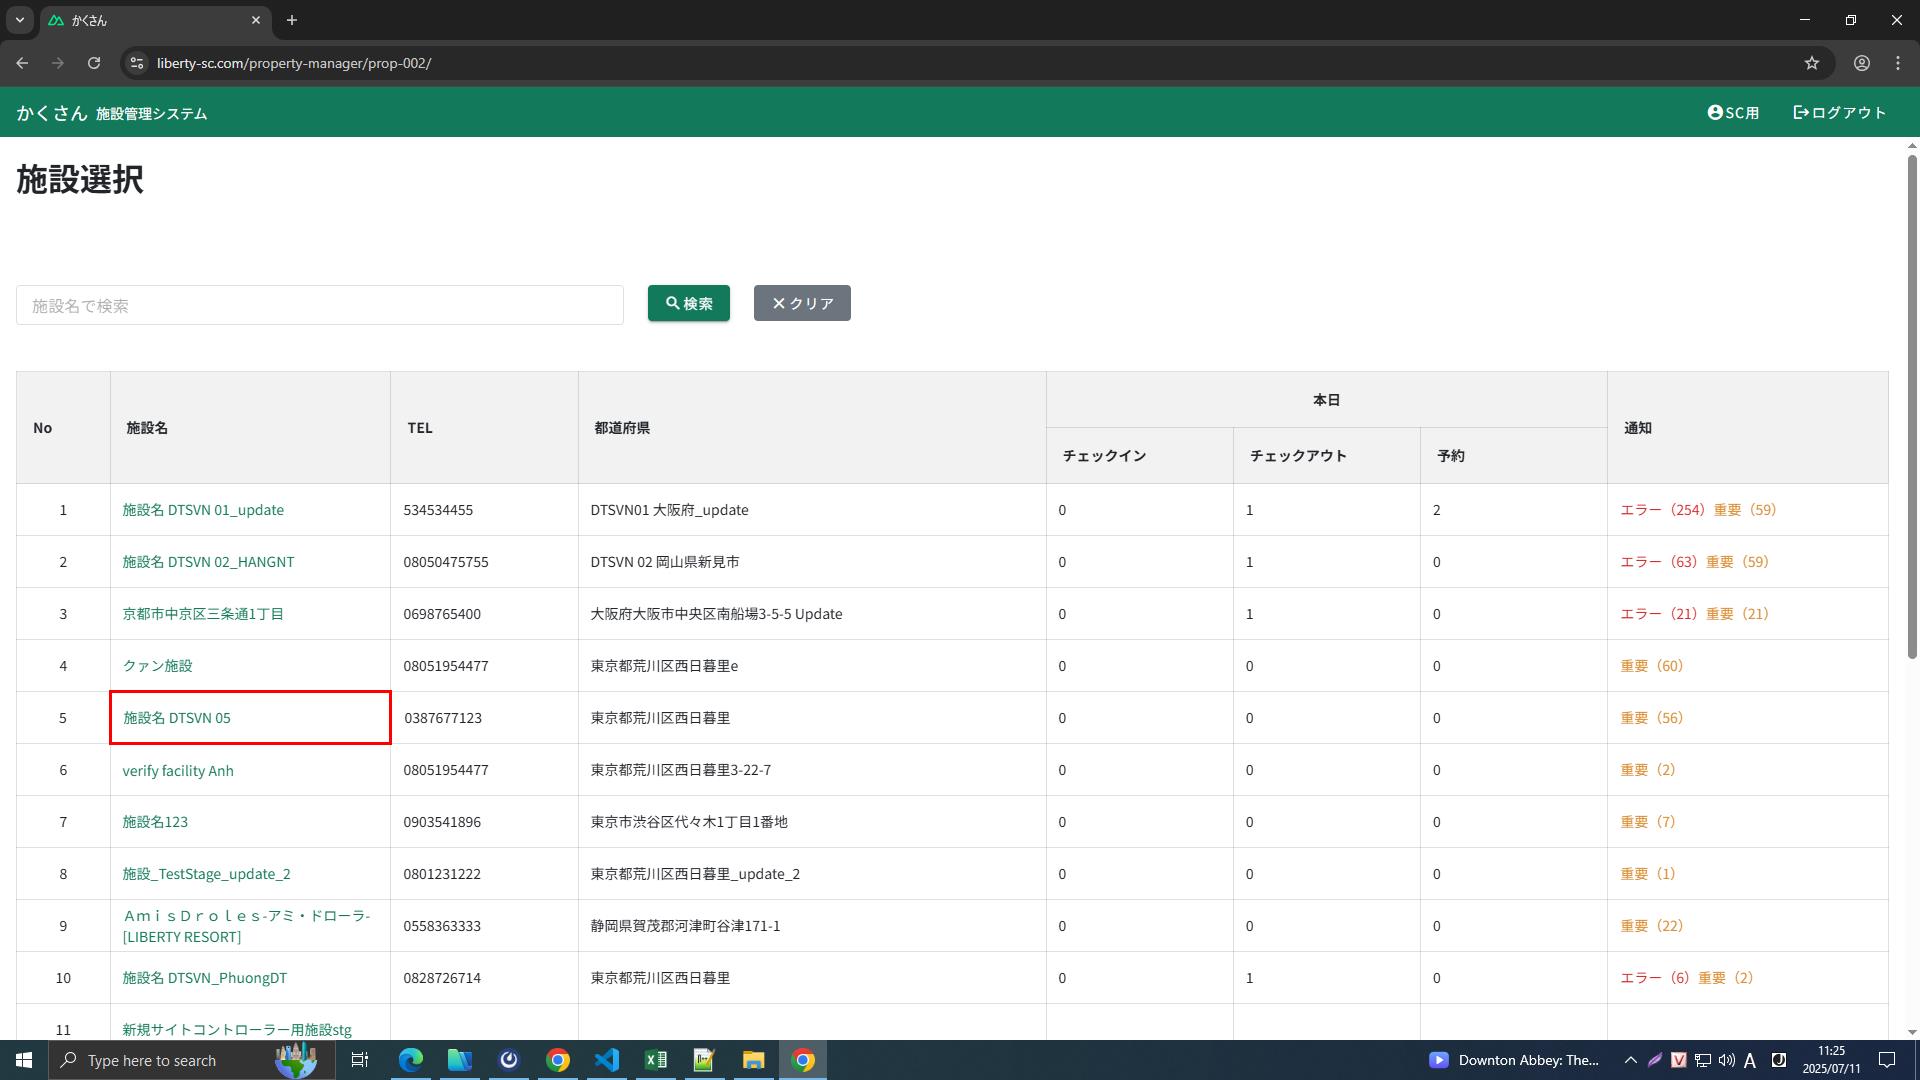 かくさん
liberty-sc.com/property-manager/prop-002/
かくさん 施設管理システム
SC用 ログアウト
施設選択
施設名で検索 検索 クリア
No 施設名 TEL 都道府県 本日 通知
チェックイン チェックアウト 予約
1 施設名 DTSVN 01_update 534534455 DTSVN01 大阪府_update 0 1 2 エラー（254）重要（59）
2 施設名 DTSVN 02_HANGNT 08050475755 DTSVN 02 岡山県新見市 0 1 0 エラー（63）重要（59）
3 京都市中京区三条通1丁目 0698765400 大阪府大阪市中央区南船場3-5-5 Update 0 1 0 エラー（21）重要（21）
4 クァン施設 08051954477 東京都荒川区西日暮里e 0 0 0 重要（60）
5 施設名 DTSVN 05 0387677123 東京都荒川区西日暮里 0 0 0 重要（56）
6 verify facility Anh 08051954477 東京都荒川区西日暮里3-22-7 0 0 0 重要（2）
7 施設名123 0903541896 東京市渋谷区代々木1丁目1番地 0 0 0 重要（7）
8 施設_TestStage_update_2 0801231222 東京都荒川区西日暮里_update_2 0 0 0 重要（1）
9 ＡｍｉｓＤｒｏｌｅｓ-アミ・ドローラ-[LIBERTY RESORT] 0558363333 静岡県賀茂郡河津町谷津171-1 0 0 0 重要（22）
10 施設名 DTSVN_PhuongDT 0828726714 東京都荒川区西日暮里 0 1 0 エラー（6）重要（2）
11 新規サイトコントローラー用施設stg
Type here to search
Downton Abbey: The...
A
11:25
2025/07/11